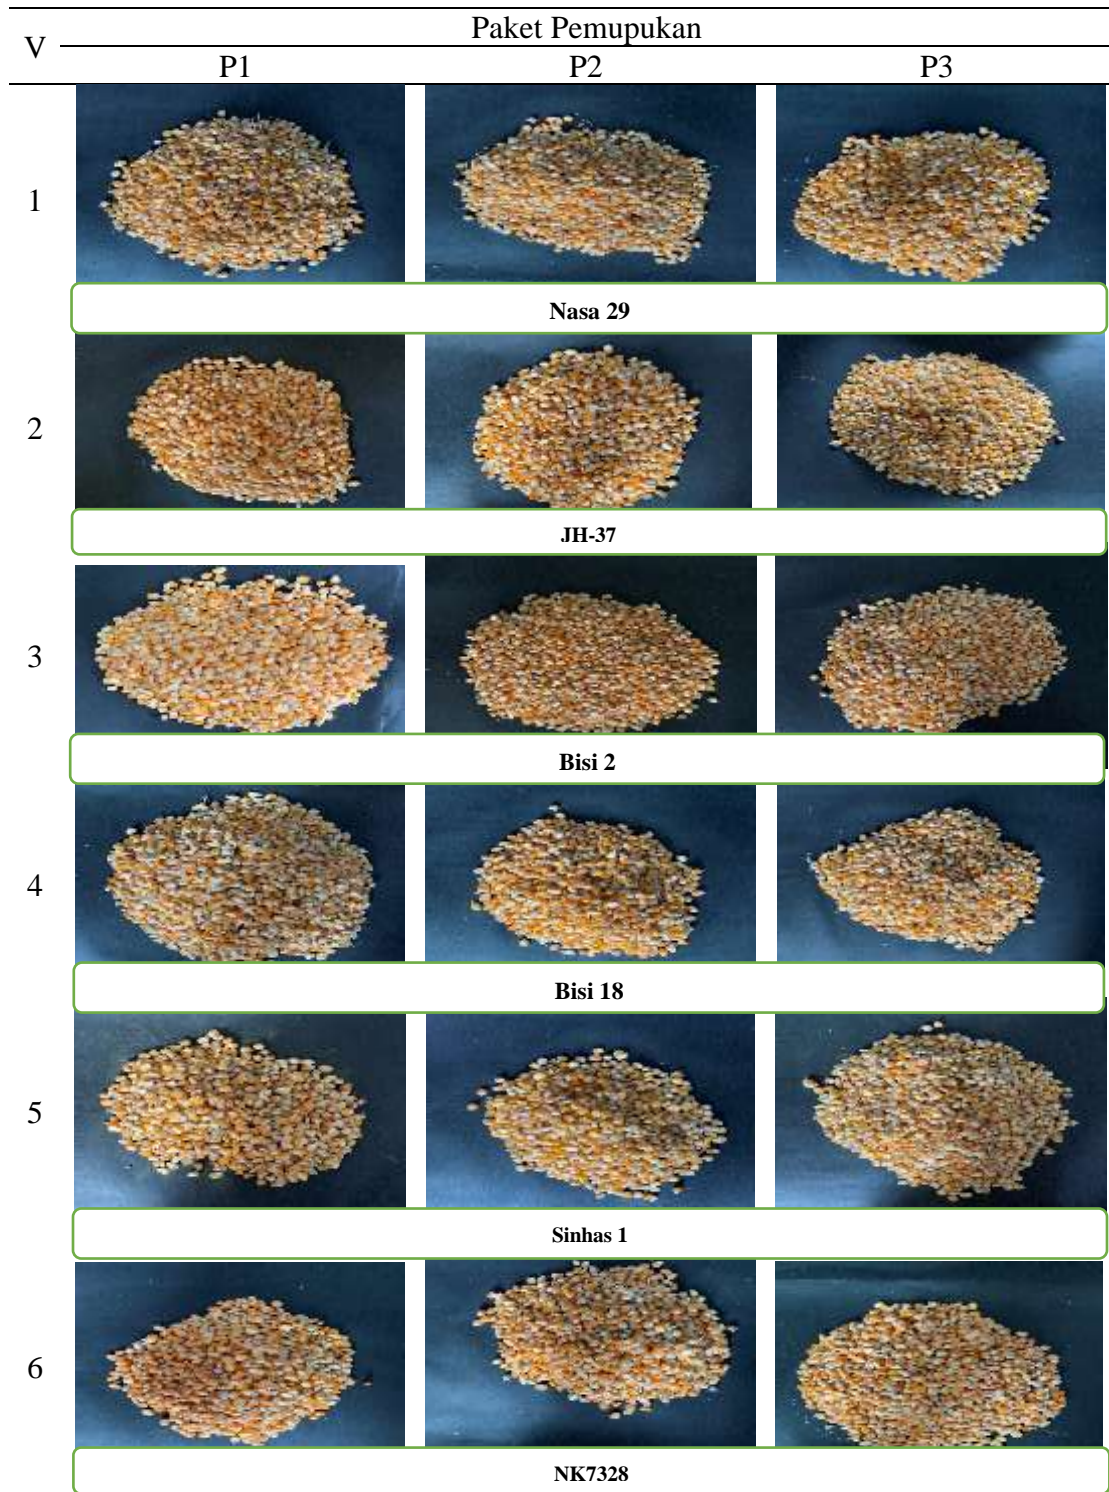 Paket Pemupukan
V
P1 P2 P3
1
Nasa 29
2
JH-37
3
Bisi 2
4
Bisi 18
5
Sinhas 1
6
NK7328